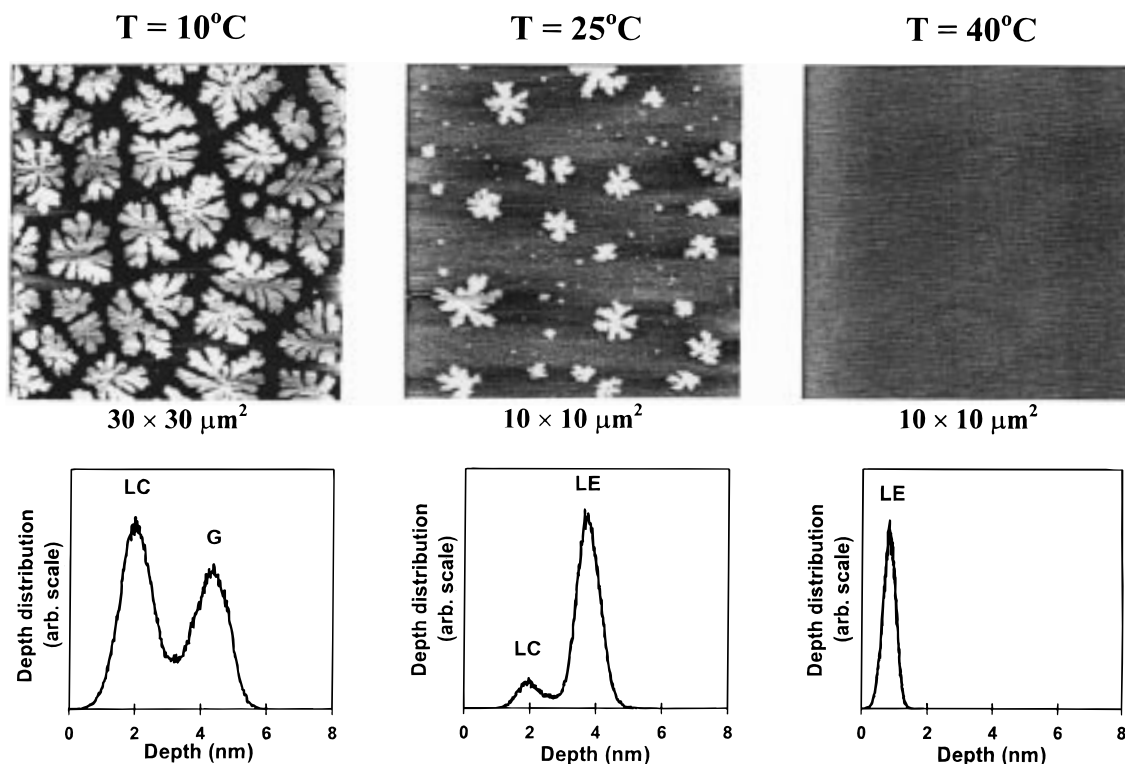 T = 10°C
T = 25°C
T = 40°C
30 × 30 μm²
10 × 10 μm²
10 × 10 μm²
Depth distribution
(arb. scale)
LC
G
0 2 4 6 8
Depth (nm)
Depth distribution
(arb. scale)
LC
LE
0 2 4 6 8
Depth (nm)
Depth distribution
(arb. scale)
LE
0 2 4 6 8
Depth (nm)